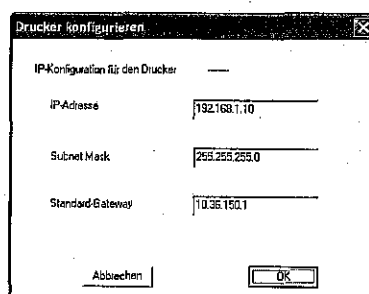 Drucker konfigurieren
IP-Konfiguration für den Drucker
IP-Adresse 192.168.1.10
Subnet Mask 255.255.255.0
Standard-Gateway 10.36.150.1
Abbrechen OK